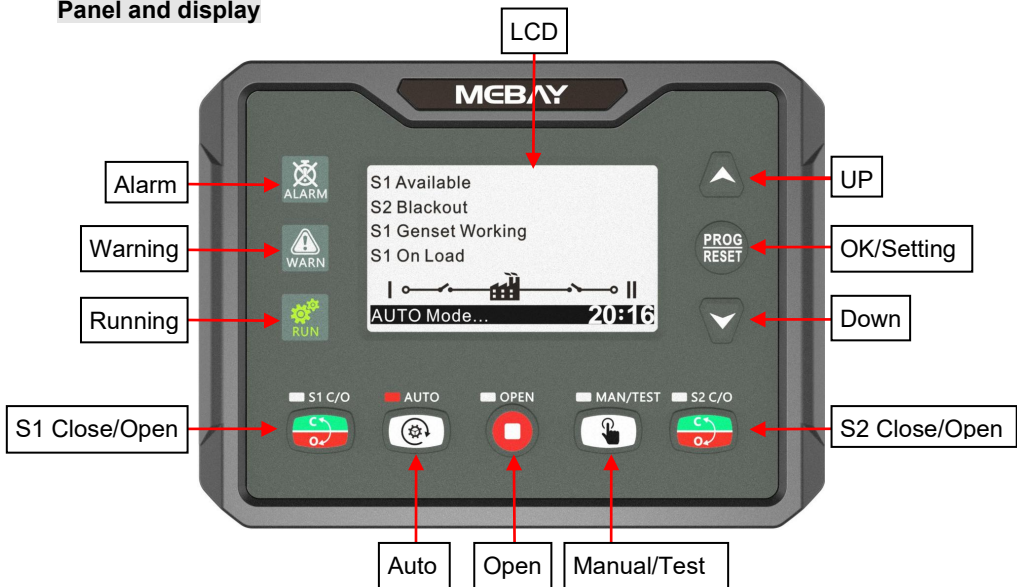 Panel and display
LCD
MEBAY
Alarm
ALARM
Warning
WARN
Running
RUN
S1 Available
S2 Blackout
S1 Genset Working
S1 On Load
I II
AUTO Mode... 20:16
UP
PROG
RESET
OK/Setting
Down
S1 C/O
AUTO
OPEN
MAN/TEST
S2 C/O
S1 Close/Open
C
O
C
O
S2 Close/Open
Auto
Open
Manual/Test